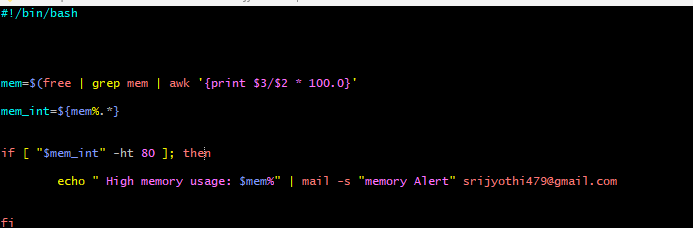 #!/bin/bash
mem=$(free | grep mem | awk '{print $3/$2 * 100.0}'
mem_int=${mem%.*}
if [ "$mem_int" -ht 80 ]; then
echo " High memory usage: $mem%" | mail -s "memory Alert" srijyothi479@gmail.com
fi